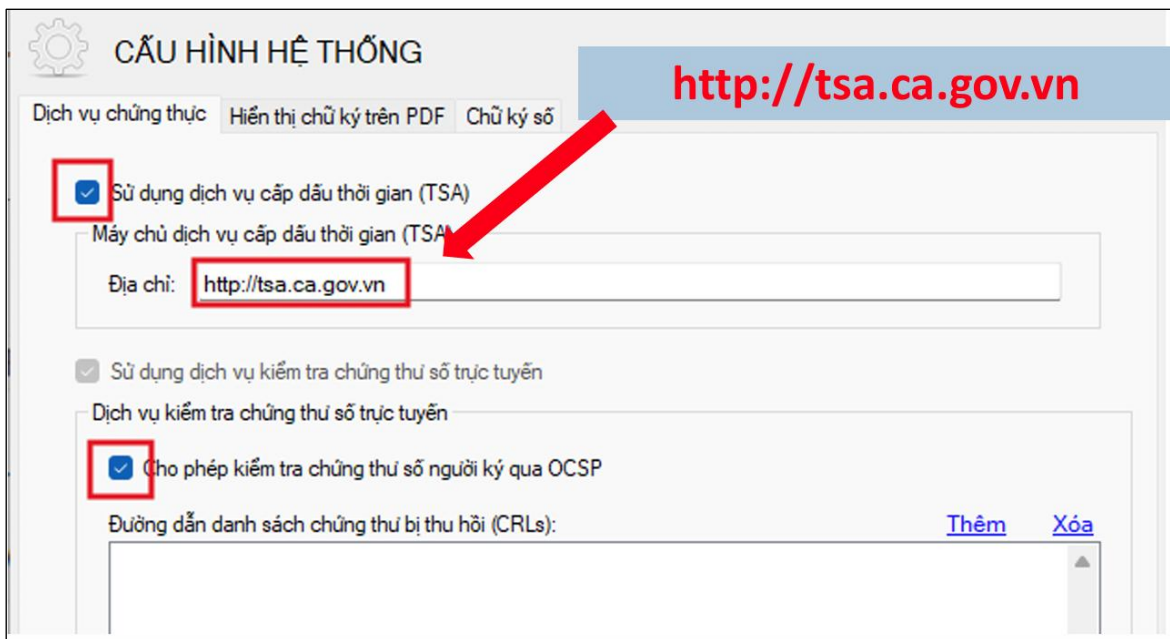 CẤU HÌNH HỆ THỐNG
http://tsa.ca.gov.vn
Dịch vụ chứng thực Hiển thị chữ ký trên PDF Chữ ký số
Sử dụng dịch vụ cấp dấu thời gian (TSA)
Máy chủ dịch vụ cấp dấu thời gian (TSA)
Địa chỉ: http://tsa.ca.gov.vn
Sử dụng dịch vụ kiểm tra chứng thư số trực tuyến
Dịch vụ kiểm tra chứng thư số trực tuyến
Cho phép kiểm tra chứng thư số người ký qua OCSP
Đường dẫn danh sách chứng thư bị thu hồi (CRLs): Thêm Xóa